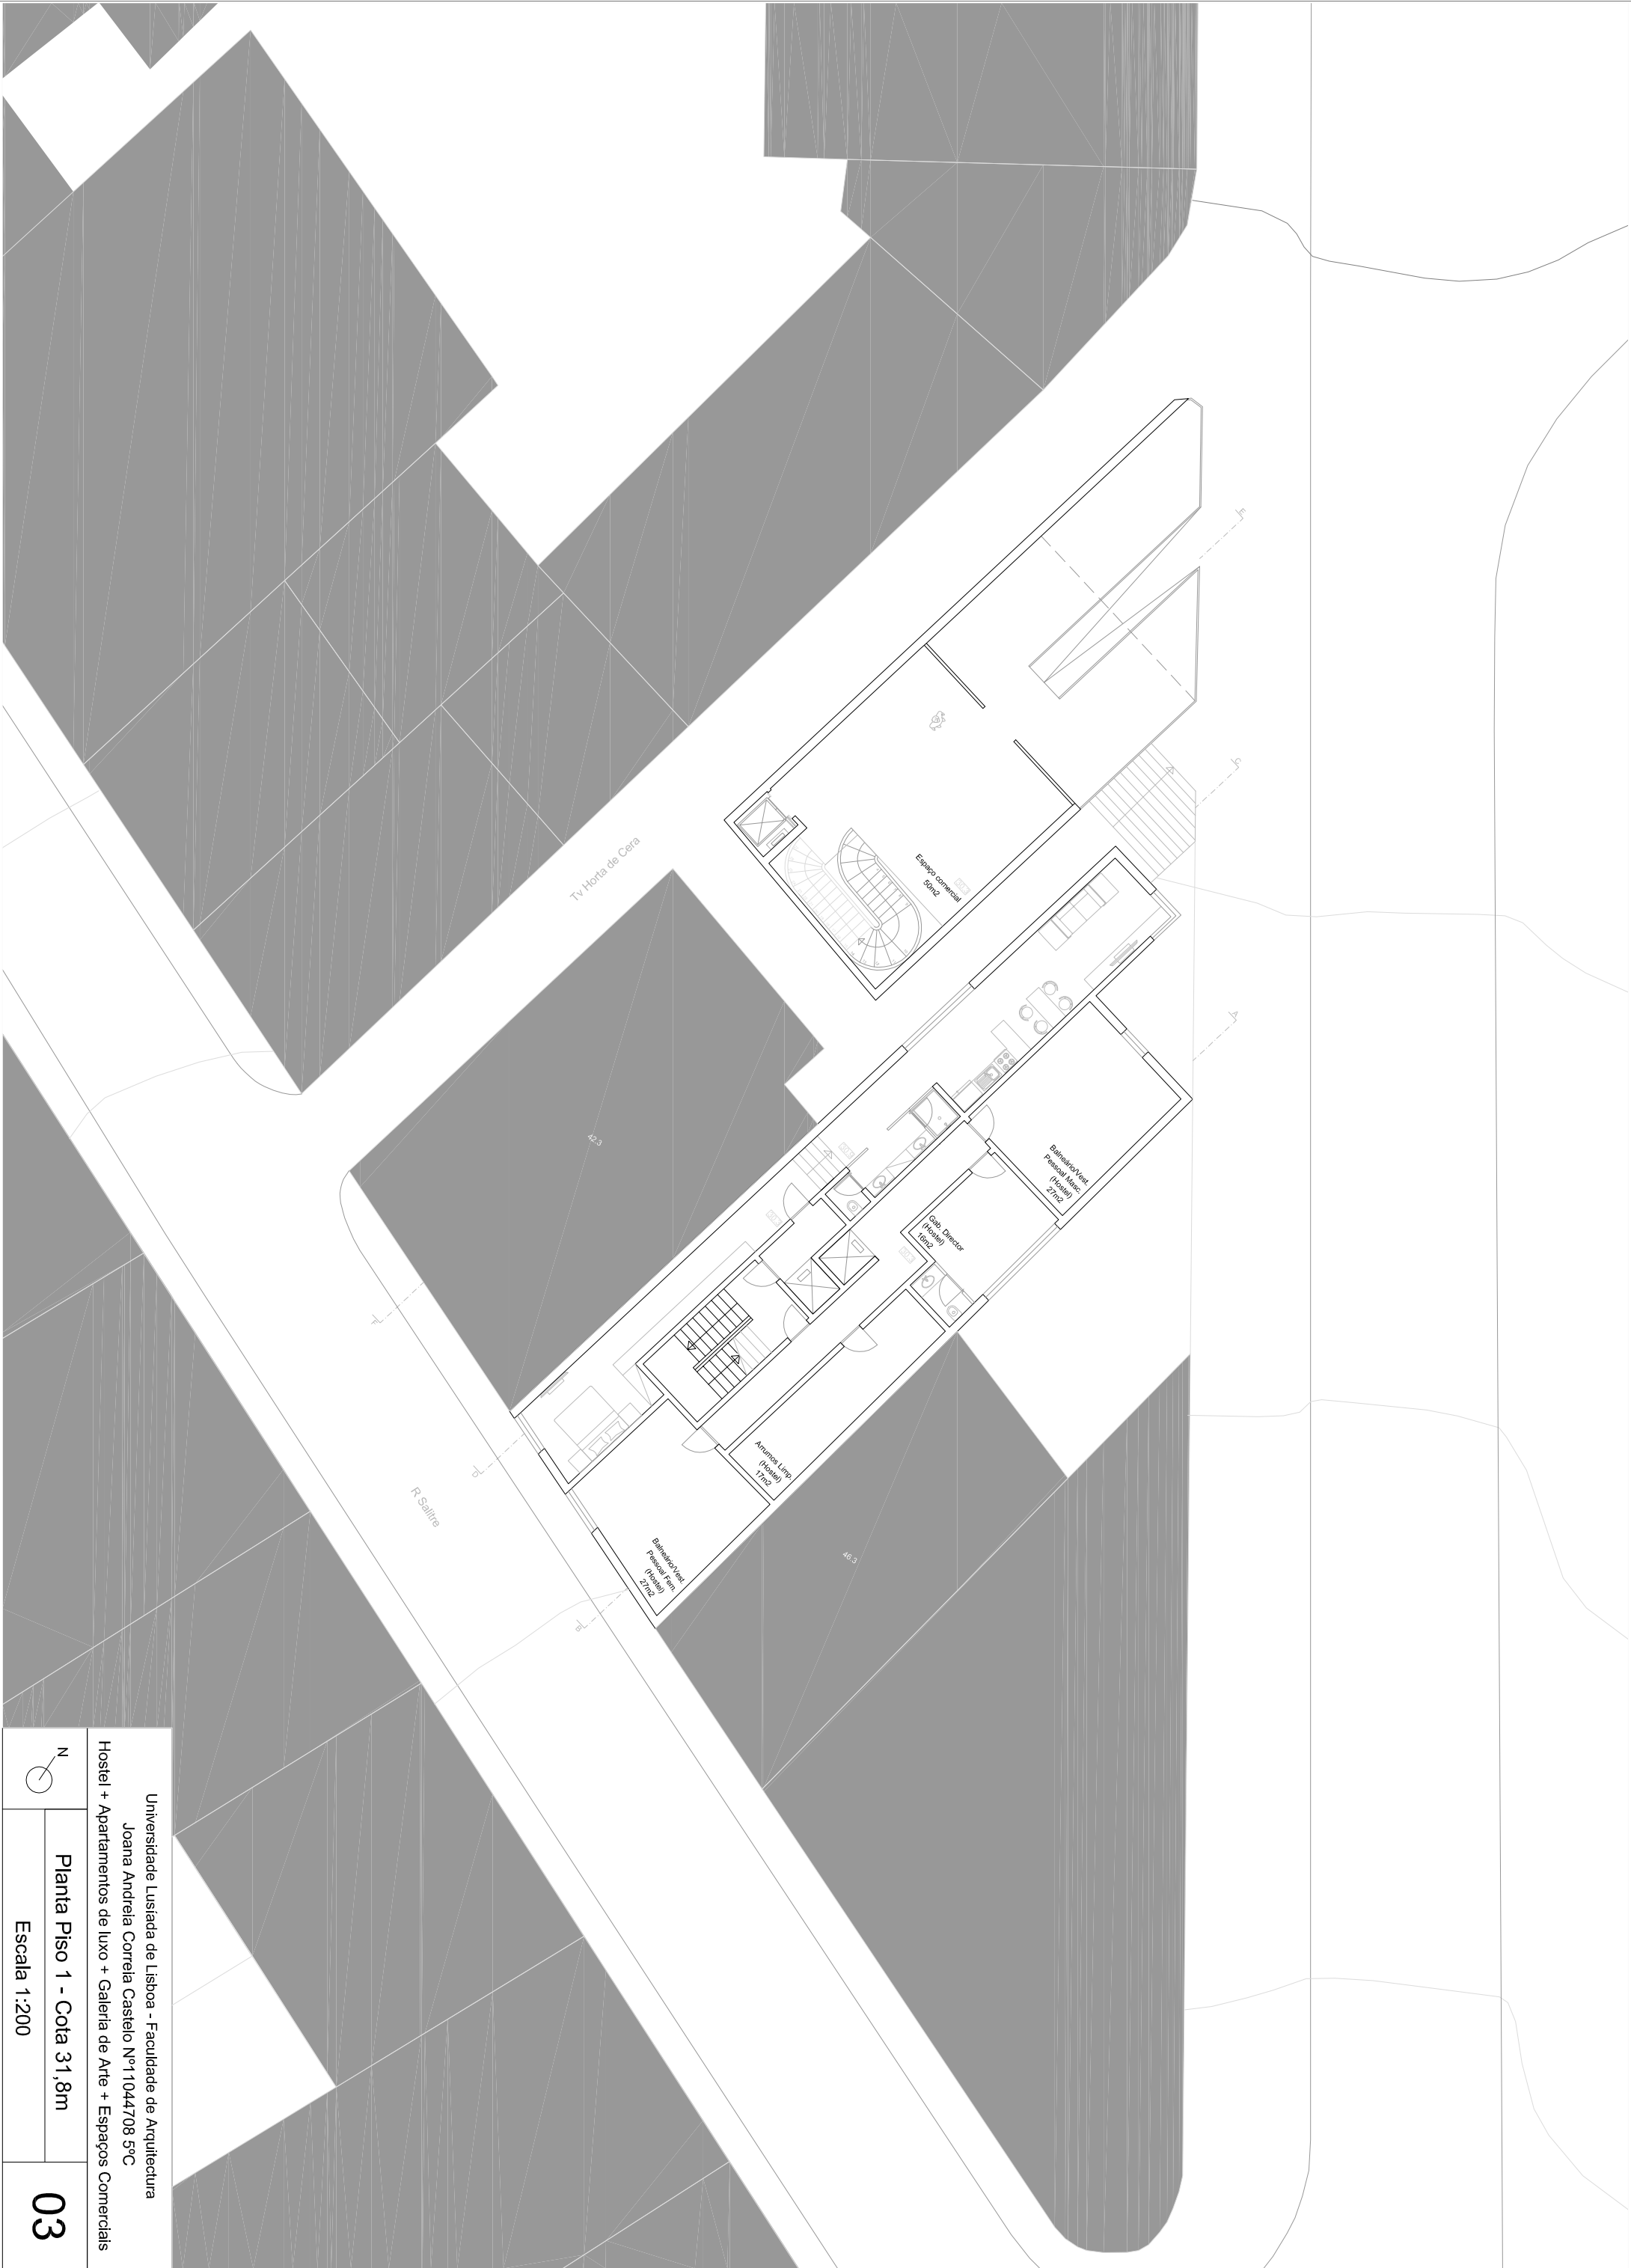 Tv Horta de Cera
R Salitre
42.3
46.3
Espaço comercial
50m2
Balneário/Vest.
Pessoal Masc.
(Hostel)
27m2
Gab. Director
(Hostel)
16m2
Arrumos Limp.
(Hostel)
17m2
Balneário/Vest.
Pessoal Fem.
(Hostel)
27m2
E
C
A
F
D
B
Universidade Lusíada de Lisboa - Faculdade de Arquitectura
Joana Andreia Correia Castelo Nº11044708 5ºC
Hostel + Apartamentos de luxo + Galeria de Arte + Espaços Comerciais
N
Planta Piso 1 - Cota 31,8m
Escala 1:200
03